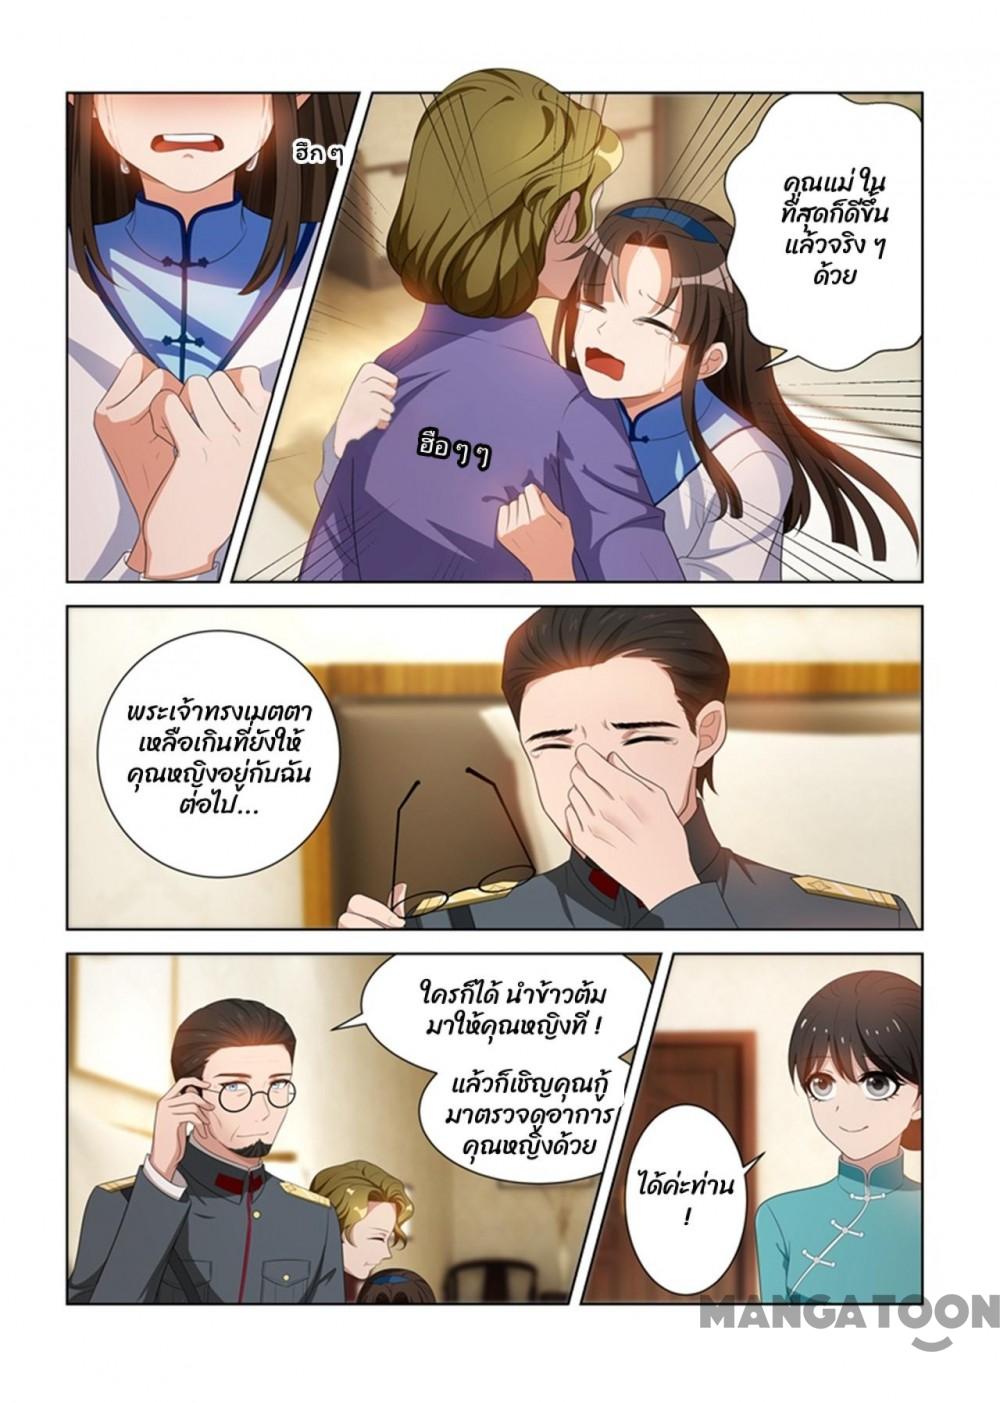 ฮึก ๆ
คุณแม่ ใน
ที่สุดก็ดีขึ้น
แล้วจริง ๆ
ด้วย
ฮือ ๆ ๆ
พระเจ้าทรงเมตตา
เหลือเกินที่ยังให้
คุณหญิงอยู่กับฉัน
ต่อไป...
ใครก็ได้ นำข้าวต้ม
มาให้คุณหญิงที !
แล้วก็เชิญคุณกู้
มาตรวจดูอาการ
คุณหญิงด้วย
ได้ค่ะท่าน
!
MANGATOON